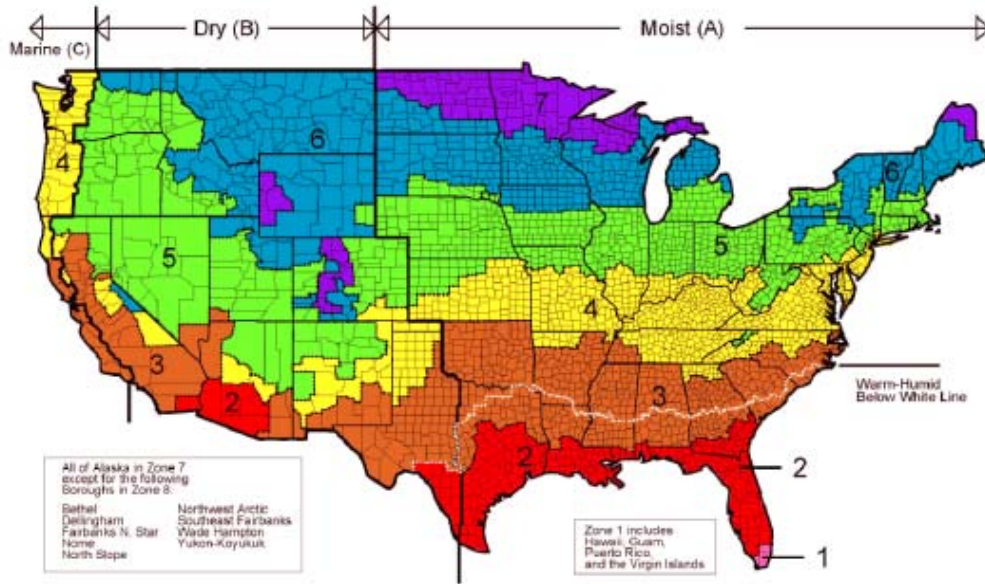 Marine (C)
Dry (B)
Moist (A)
7
6
6
4
5
5
4
3
3
2
2
Warm-Humid
Below White Line
2
1
All of Alaska in Zone 7
except for the following
Boroughs in Zone 8:
Bethel
Dellingham
Fairbanks N. Star
Nome
North Slope
Northwest Arctic
Southeast Fairbanks
Wade Hampton
Yukon-Koyukuk
Zone 1 includes
Hawaii, Guam,
Puerto Rico,
and the Virgin Islands